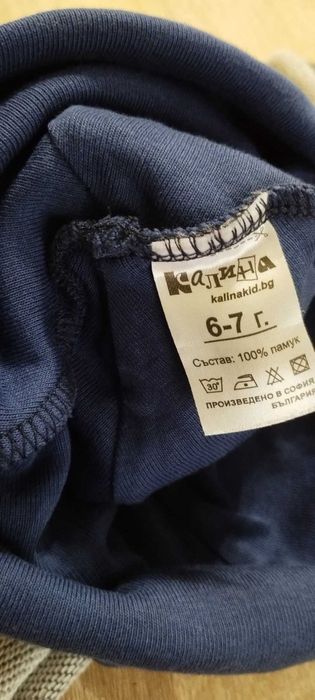 Калина
kalinakid.bg
6-7 г.
Състав: 100% памук
30°
ПРОИЗВЕДЕНО В СОФИЯ
БЪЛГАРИЯ